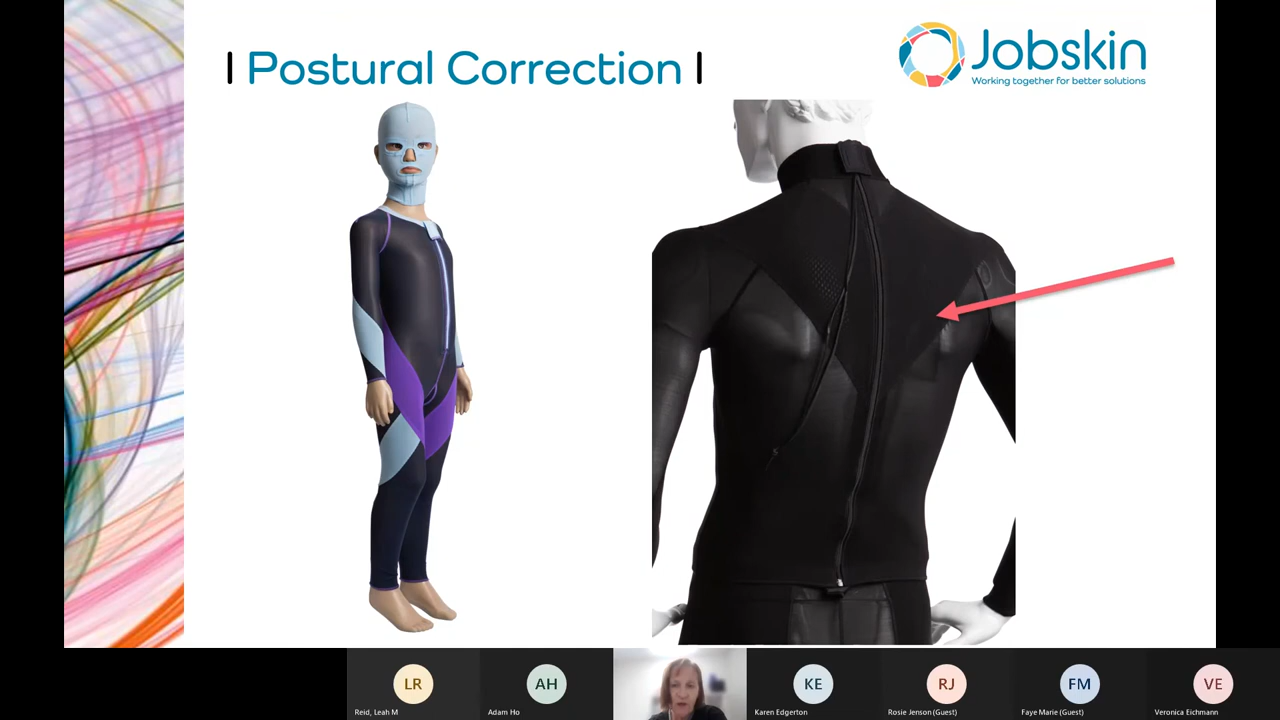 | Postural Correction |
Jobskin
Working together for better solutions
LR
AH
KE
RJ
FM
VE
Reid, Leah M
Adam Ho
Karen Edgerton
Rosie Jenson (Guest)
Faye Marie (Guest)
Veronica Eichmann